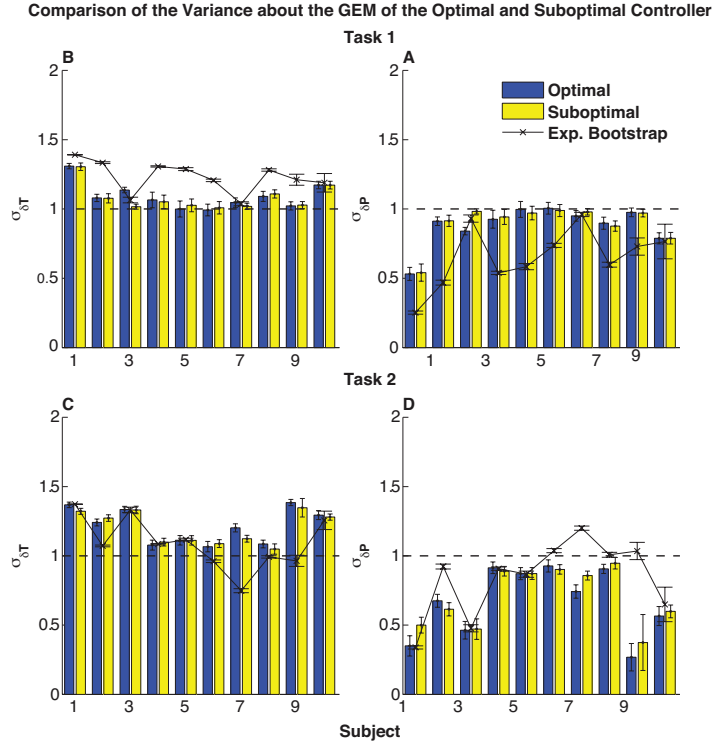 Comparison of the Variance about the GEM of the Optimal and Suboptimal Controller
Task 1
B
2
1.5
1
0.5
0
σδT
1 3 5 7 9
A
2
1.5
1
0.5
0
σδP
1 3 5 7 9
Optimal
Suboptimal
Exp. Bootstrap
Task 2
C
2
1.5
1
0.5
0
σδT
1 3 5 7 9
D
2
1.5
1
0.5
0
σδP
1 3 5 7 9
Subject